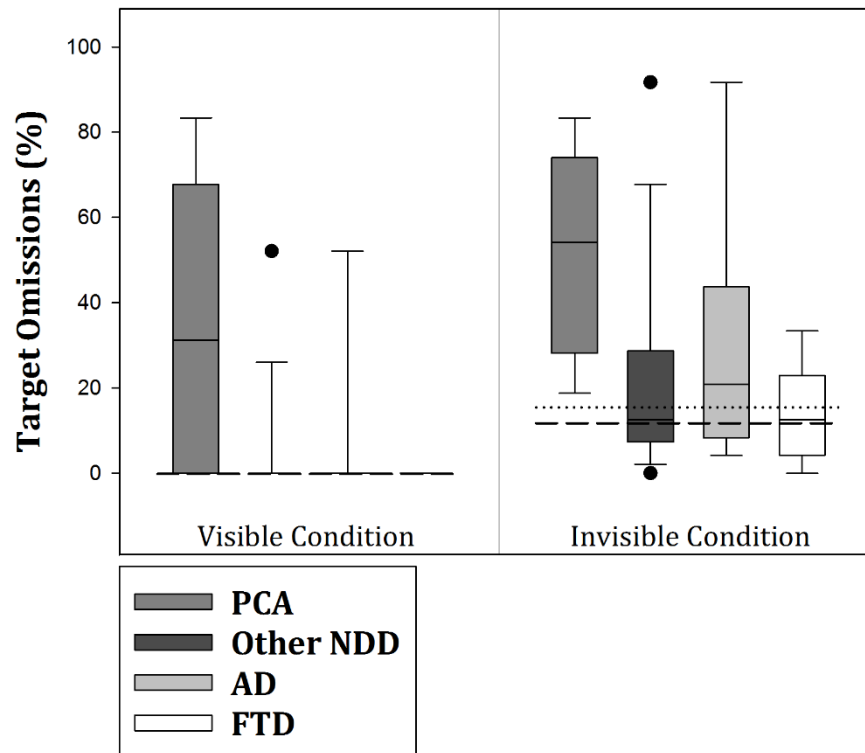 Target Omissions (%)
100
80
60
40
20
0
Visible Condition
Invisible Condition
PCA
Other NDD
AD
FTD